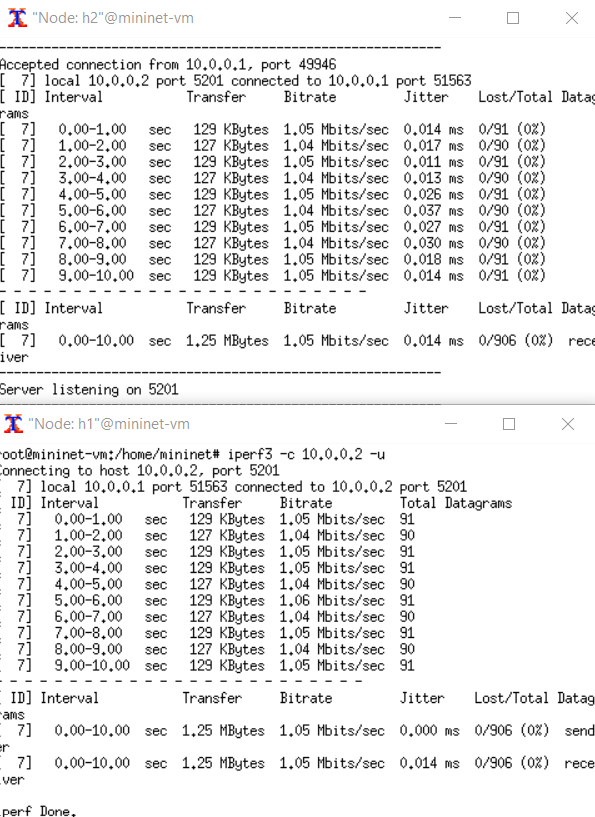 "Node: h2"@mininet-vm
-----------------------------------------------------------
Accepted connection from 10.0.0.1, port 49946
[  7] local 10.0.0.2 port 5201 connected to 10.0.0.1 port 51563
[ ID] Interval           Transfer     Bitrate         Jitter    Lost/Total Datag
rams
[  7]   0.00-1.00   sec   129 KBytes  1.05 Mbits/sec  0.014 ms  0/91 (0%)
[  7]   1.00-2.00   sec   127 KBytes  1.04 Mbits/sec  0.017 ms  0/90 (0%)
[  7]   2.00-3.00   sec   129 KBytes  1.05 Mbits/sec  0.011 ms  0/91 (0%)
[  7]   3.00-4.00   sec   127 KBytes  1.04 Mbits/sec  0.013 ms  0/90 (0%)
[  7]   4.00-5.00   sec   129 KBytes  1.05 Mbits/sec  0.026 ms  0/91 (0%)
[  7]   5.00-6.00   sec   127 KBytes  1.04 Mbits/sec  0.037 ms  0/90 (0%)
[  7]   6.00-7.00   sec   129 KBytes  1.05 Mbits/sec  0.027 ms  0/91 (0%)
[  7]   7.00-8.00   sec   127 KBytes  1.04 Mbits/sec  0.030 ms  0/90 (0%)
[  7]   8.00-9.00   sec   129 KBytes  1.05 Mbits/sec  0.018 ms  0/91 (0%)
[  7]   9.00-10.00  sec   129 KBytes  1.05 Mbits/sec  0.014 ms  0/91 (0%)
- - - - - - - - - - - - - - - - - - - - - - - - -
[ ID] Interval           Transfer     Bitrate         Jitter    Lost/Total Datag
rams
[  7]   0.00-10.00  sec  1.25 MBytes  1.05 Mbits/sec  0.014 ms  0/906 (0%)  rece
iver
-----------------------------------------------------------
Server listening on 5201
-----------------------------------------------------------
"Node: h1"@mininet-vm
root@mininet-vm:/home/mininet# iperf3 -c 10.0.0.2 -u
Connecting to host 10.0.0.2, port 5201
[  7] local 10.0.0.1 port 51563 connected to 10.0.0.2 port 5201
[ ID] Interval           Transfer     Bitrate         Total Datagrams
[  7]   0.00-1.00   sec   129 KBytes  1.05 Mbits/sec  91
[  7]   1.00-2.00   sec   127 KBytes  1.04 Mbits/sec  90
[  7]   2.00-3.00   sec   129 KBytes  1.05 Mbits/sec  91
[  7]   3.00-4.00   sec   129 KBytes  1.05 Mbits/sec  91
[  7]   4.00-5.00   sec   127 KBytes  1.04 Mbits/sec  90
[  7]   5.00-6.00   sec   129 KBytes  1.06 Mbits/sec  91
[  7]   6.00-7.00   sec   127 KBytes  1.04 Mbits/sec  90
[  7]   7.00-8.00   sec   129 KBytes  1.05 Mbits/sec  91
[  7]   8.00-9.00   sec   127 KBytes  1.04 Mbits/sec  90
[  7]   9.00-10.00  sec   129 KBytes  1.05 Mbits/sec  91
- - - - - - - - - - - - - - - - - - - - - - - - -
[ ID] Interval           Transfer     Bitrate         Jitter    Lost/Total Datag
rams
[  7]   0.00-10.00  sec  1.25 MBytes  1.05 Mbits/sec  0.000 ms  0/906 (0%)  send
er
[  7]   0.00-10.00  sec  1.25 MBytes  1.05 Mbits/sec  0.014 ms  0/906 (0%)  rece
iver
iperf Done.